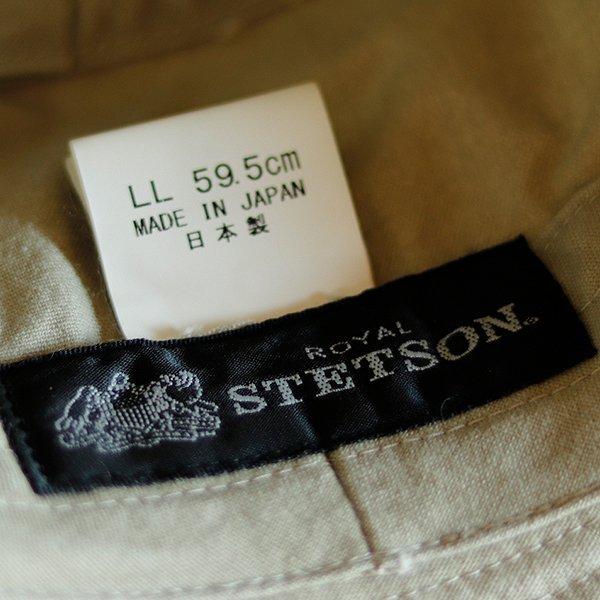 LL 59.5cm
MADE IN JAPAN
日本製
ROYAL
STETSON